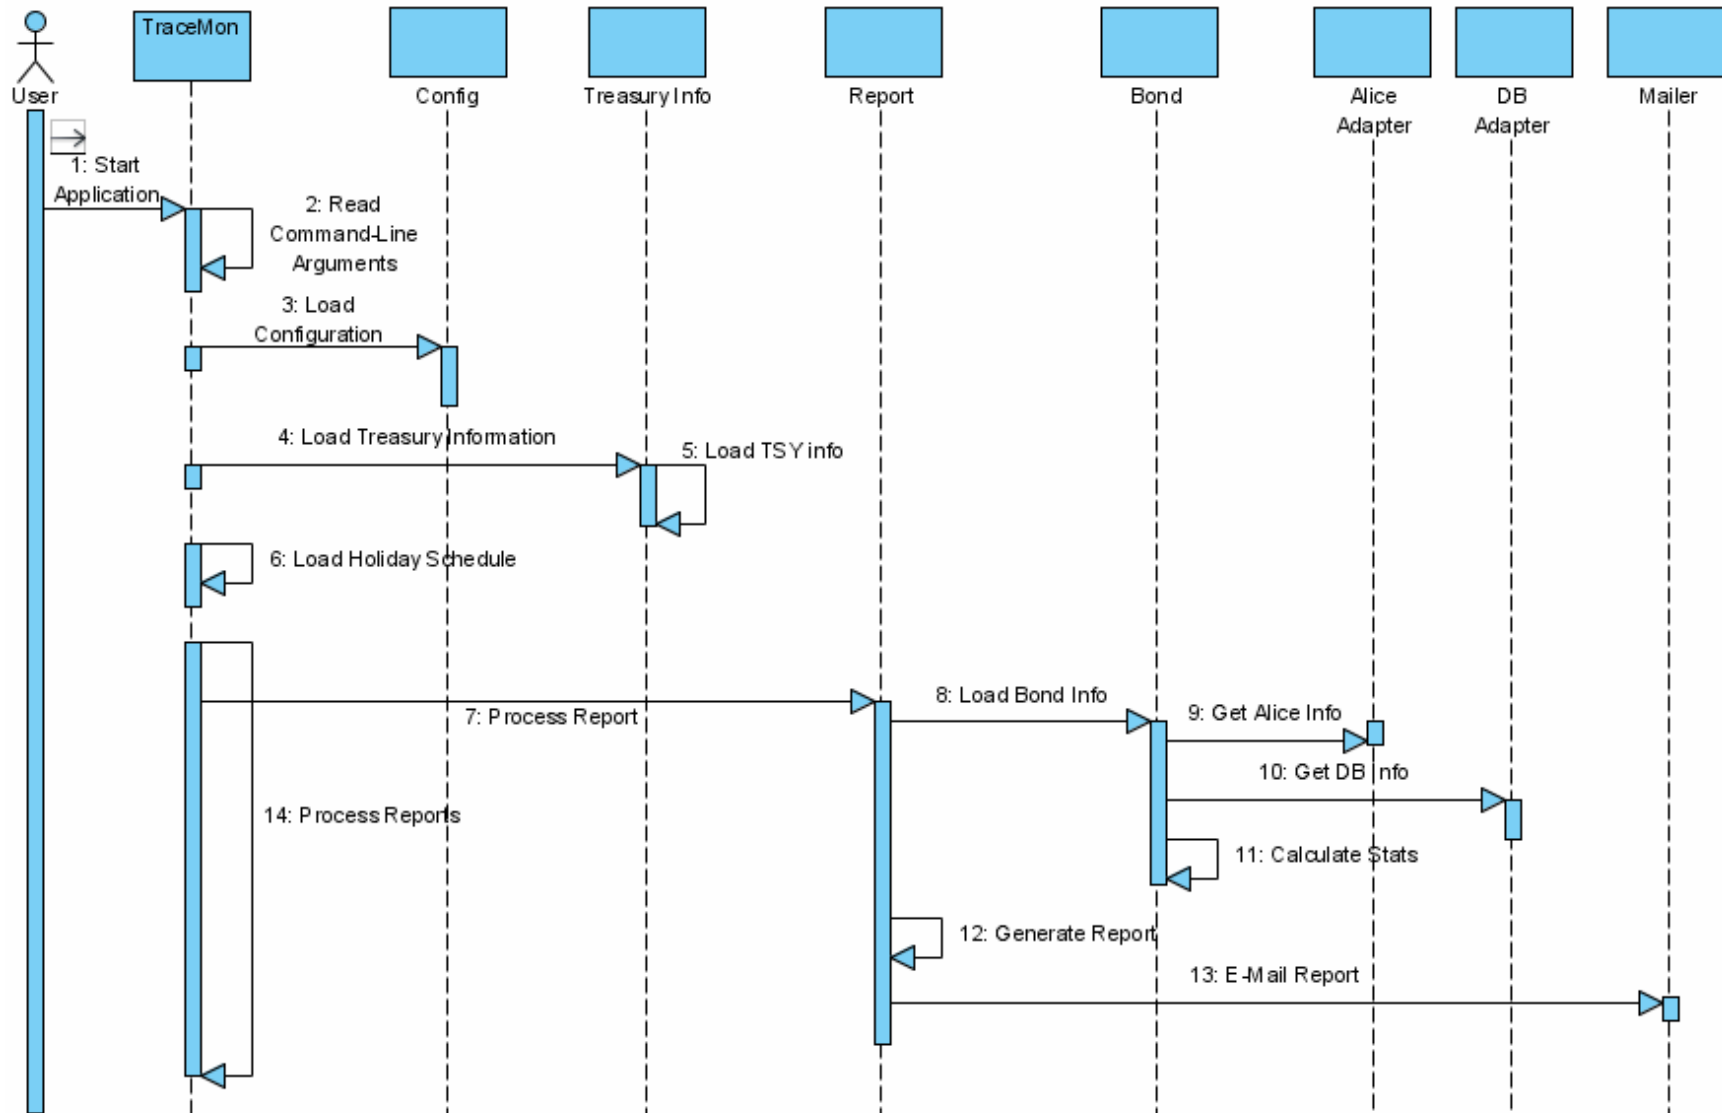 TraceMon
User
Config
Treasury Info
Report
Bond
Alice
Adapter
DB
Adapter
Mailer
1: Start
Application
2: Read
Command-Line
Arguments
3: Load
Configuration
4: Load Treasury Information
5: Load TSY info
6: Load Holiday Schedule
7: Process Report
8: Load Bond Info
9: Get Alice Info
10: Get DB Info
11: Calculate Stats
14: Process Reports
12: Generate Report
13: E-Mail Report